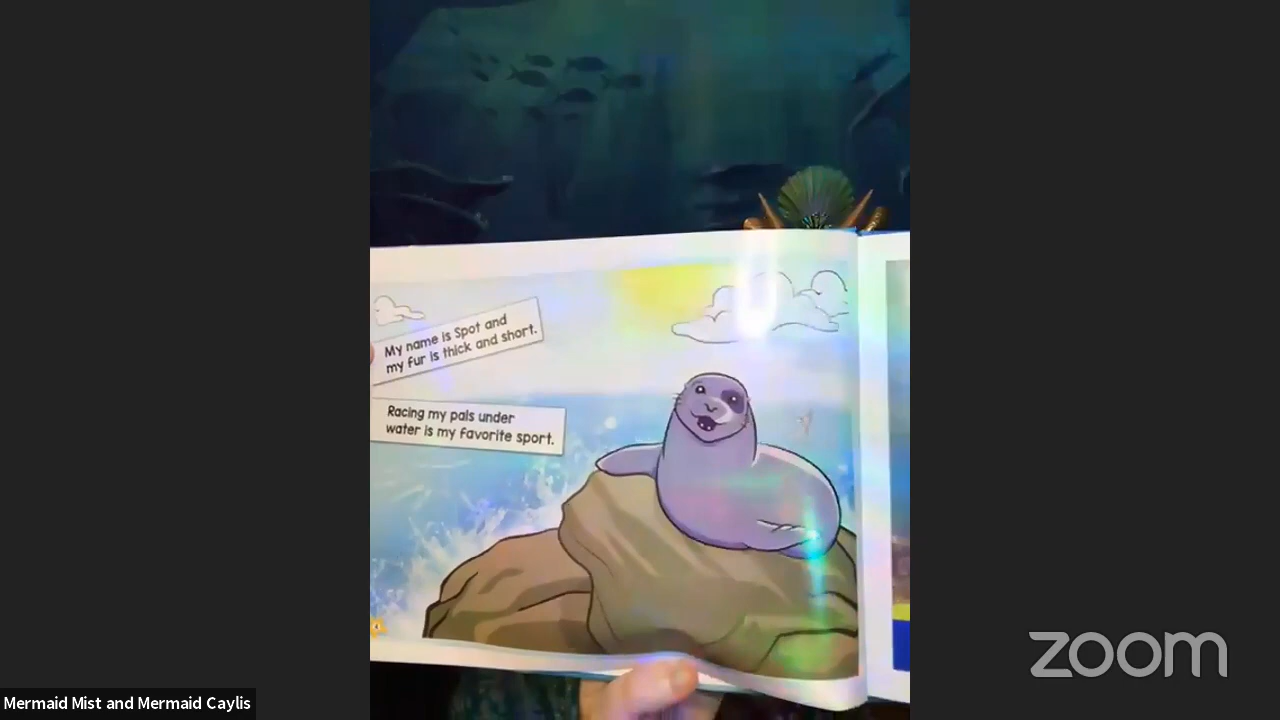 My name is Spot and
my fur is thick and short.
Racing my pals under
water is my favorite sport.
4
zoom
Mermaid Mist and Mermaid Caylis